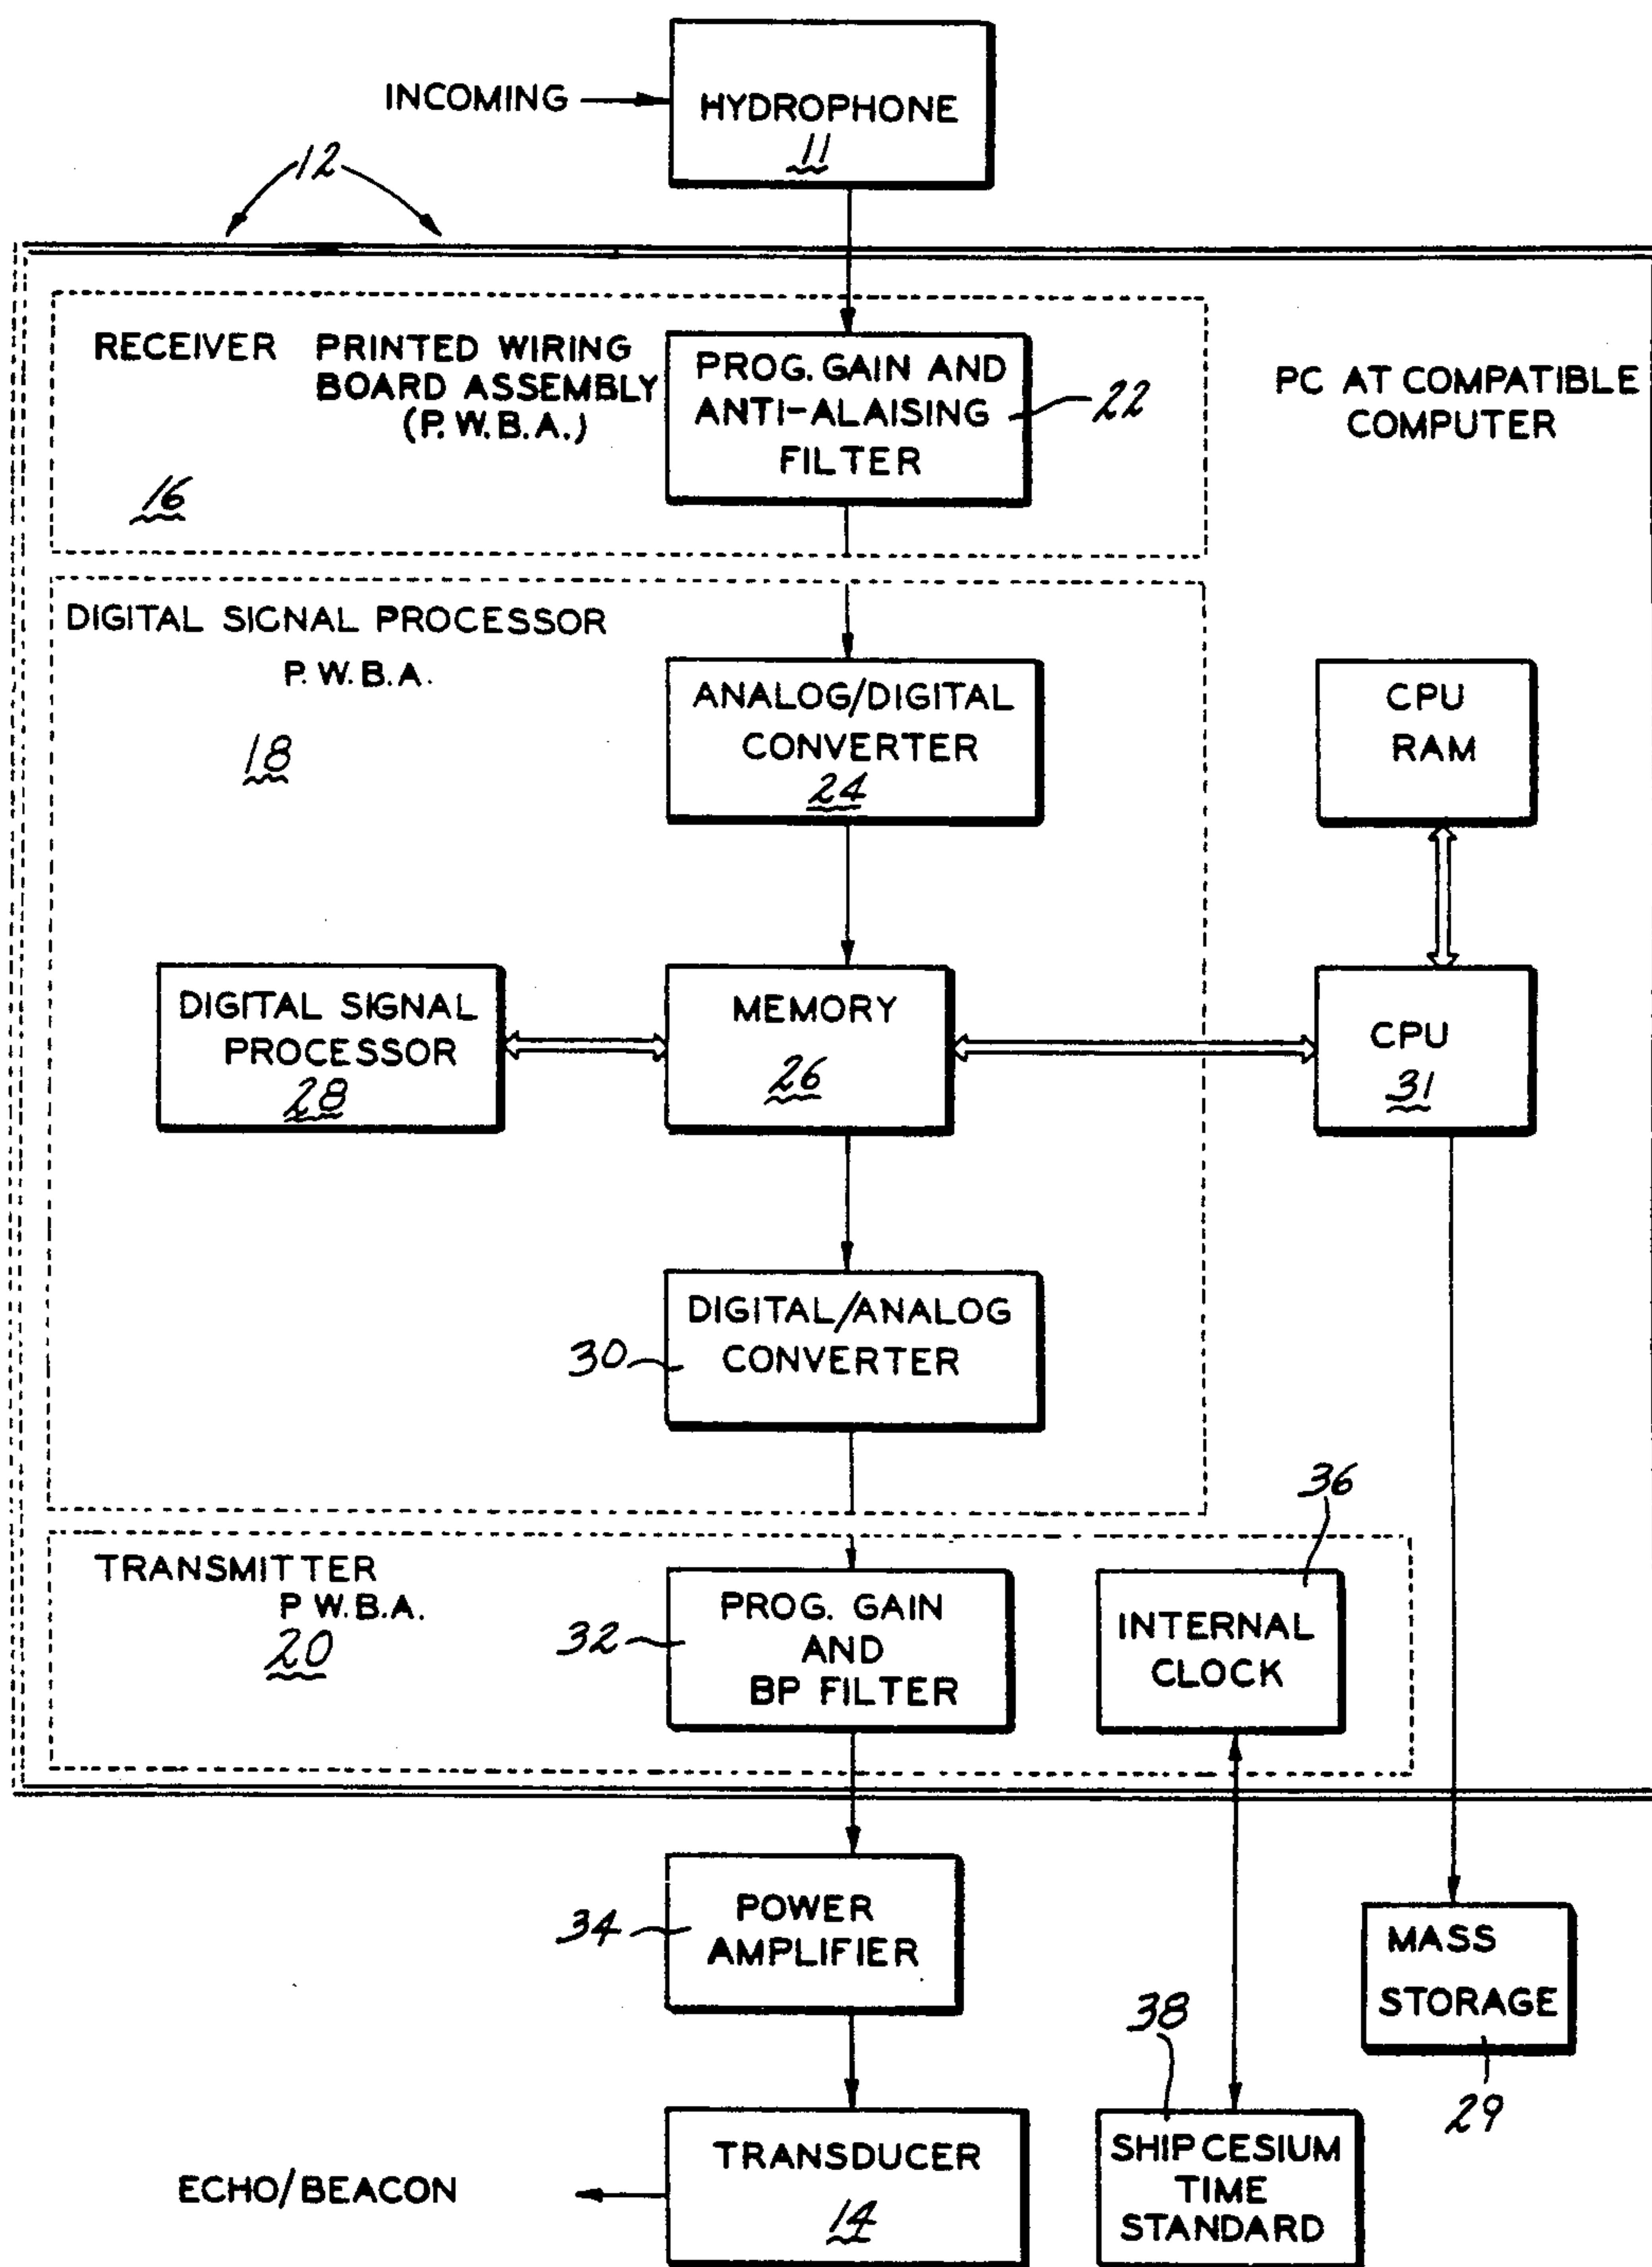 INCOMING
HYDROPHONE
11
12
RECEIVER PRINTED WIRING
BOARD ASSEMBLY
(P.W.B.A.)
16
PROG. GAIN AND
ANTI-ALAISING
FILTER
22
PC AT COMPATIBLE
COMPUTER
DIGITAL SIGNAL PROCESSOR
P.W.B.A.
18
ANALOG/DIGITAL
CONVERTER
24
CPU
RAM
DIGITAL SIGNAL
PROCESSOR
28
MEMORY
26
CPU
31
DIGITAL/ANALOG
CONVERTER
30
TRANSMITTER
P W.B.A.
20
PROG. GAIN
AND
BP FILTER
32
INTERNAL
CLOCK
36
POWER
AMPLIFIER
34
MASS
STORAGE
29
38
ECHO/BEACON
TRANSDUCER
14
SHIP CESIUM
TIME
STANDARD